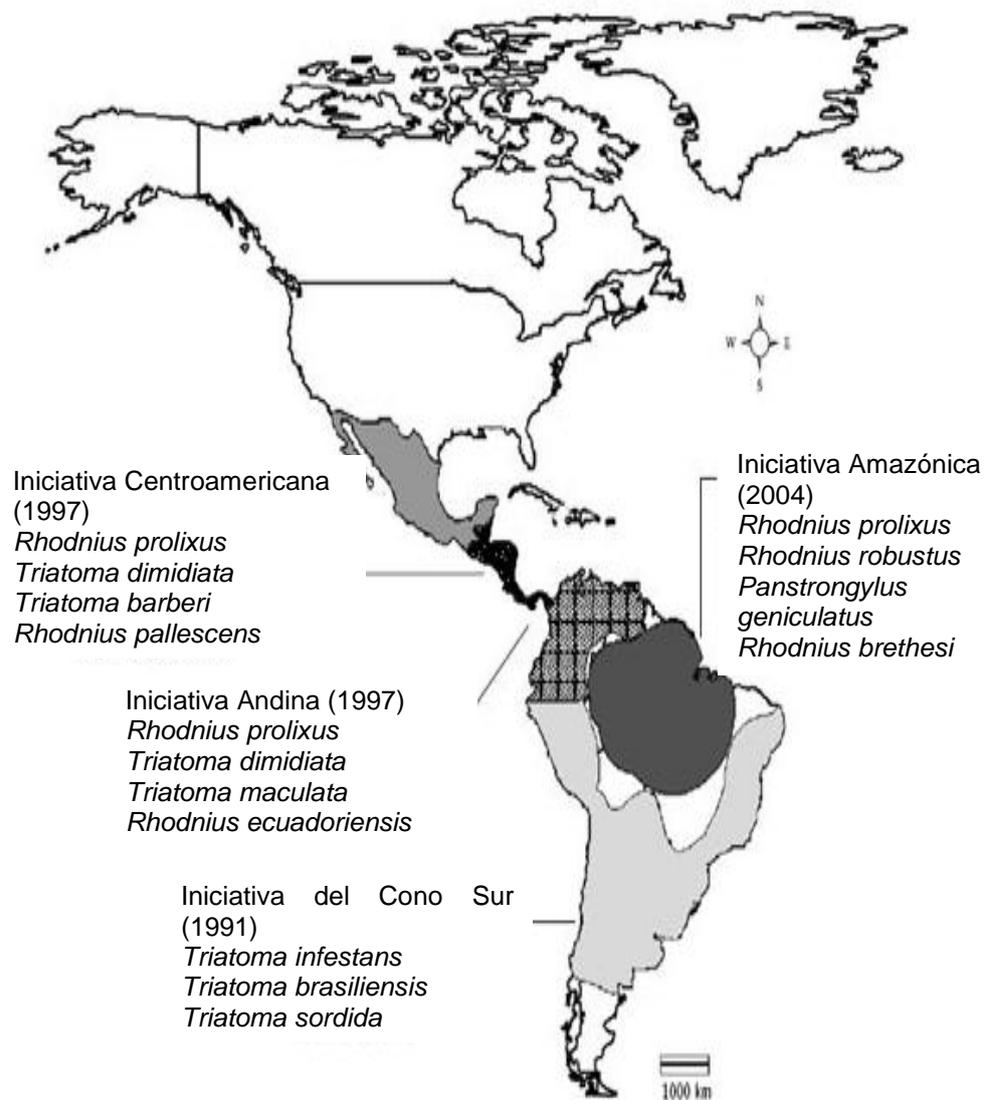 N
W E
S
Iniciativa Centroamericana
(1997)
Rhodnius prolixus
Triatoma dimidiata
Triatoma barberi
Rhodnius pallescens
Iniciativa Amazónica
(2004)
Rhodnius prolixus
Rhodnius robustus
Panstrongylus
geniculatus
Rhodnius brethesi
Iniciativa Andina (1997)
Rhodnius prolixus
Triatoma dimidiata
Triatoma maculata
Rhodnius ecuadoriensis
Iniciativa del Cono Sur
(1991)
Triatoma infestans
Triatoma brasiliensis
Triatoma sordida
1000 km